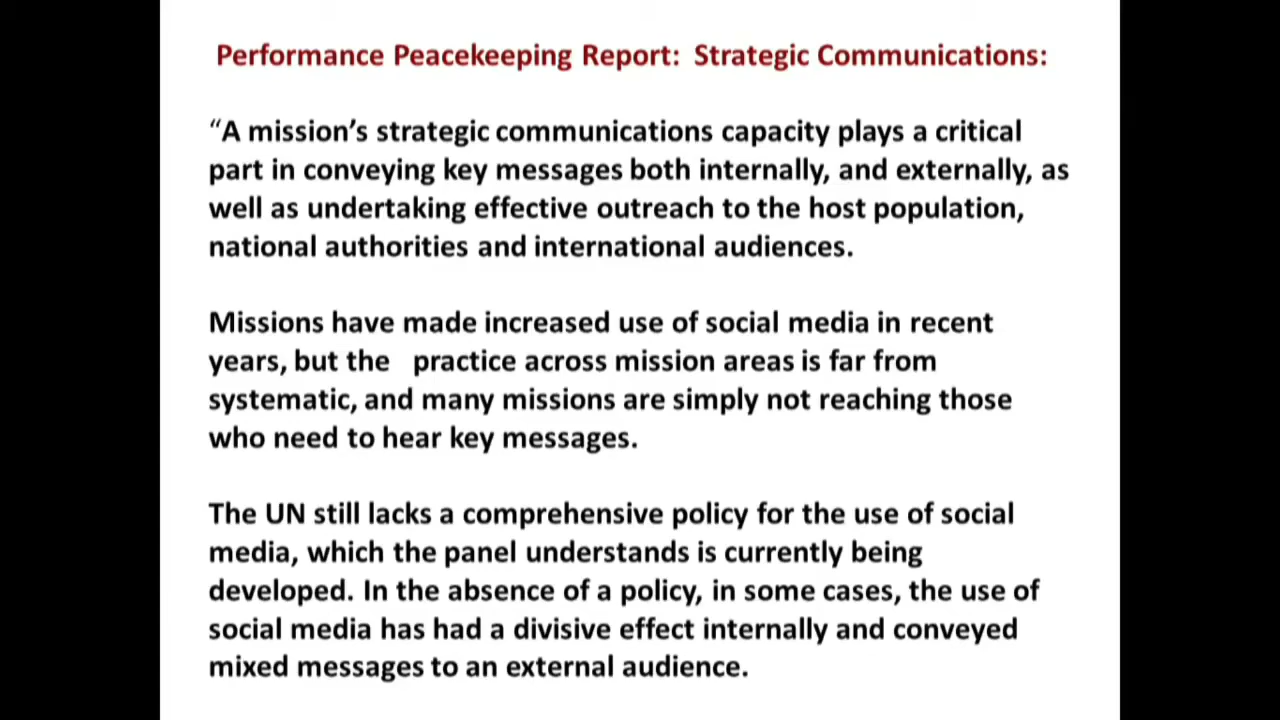 Performance Peacekeeping Report: Strategic Communications:
“A mission’s strategic communications capacity plays a critical
part in conveying key messages both internally, and externally, as
well as undertaking effective outreach to the host population,
national authorities and international audiences.
Missions have made increased use of social media in recent
years, but the practice across mission areas is far from
systematic, and many missions are simply not reaching those
who need to hear key messages.
The UN still lacks a comprehensive policy for the use of social
media, which the panel understands is currently being
developed. In the absence of a policy, in some cases, the use of
social media has had a divisive effect internally and conveyed
mixed messages to an external audience.